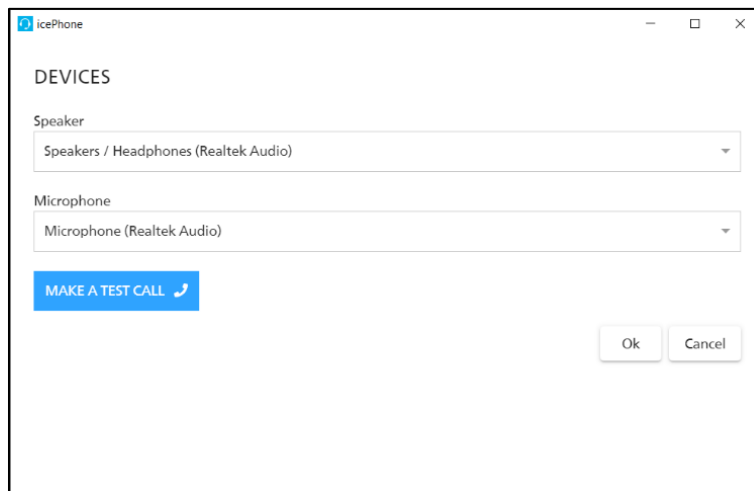 icePhone
DEVICES
Speaker
Speakers / Headphones (Realtek Audio)
Microphone
Microphone (Realtek Audio)
MAKE A TEST CALL
Ok Cancel